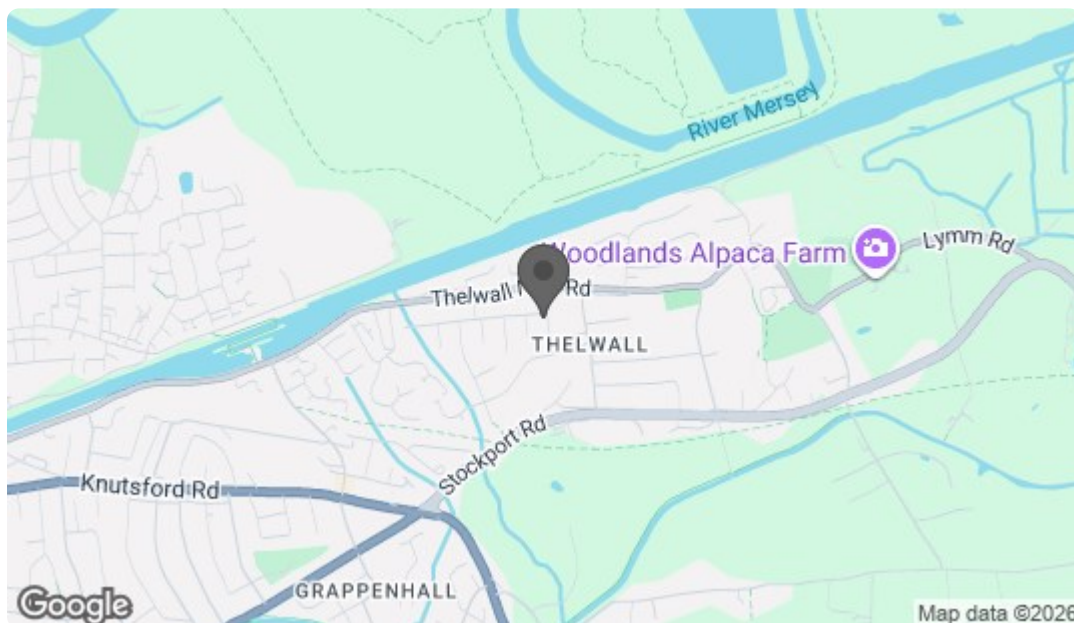 River Mersey
Woodlands Alpaca Farm
Lymm Rd
Thelwall Rd
THELWALL
Stockport Rd
Knutsford Rd
GRAPPENHALL
Google
Map data ©2026